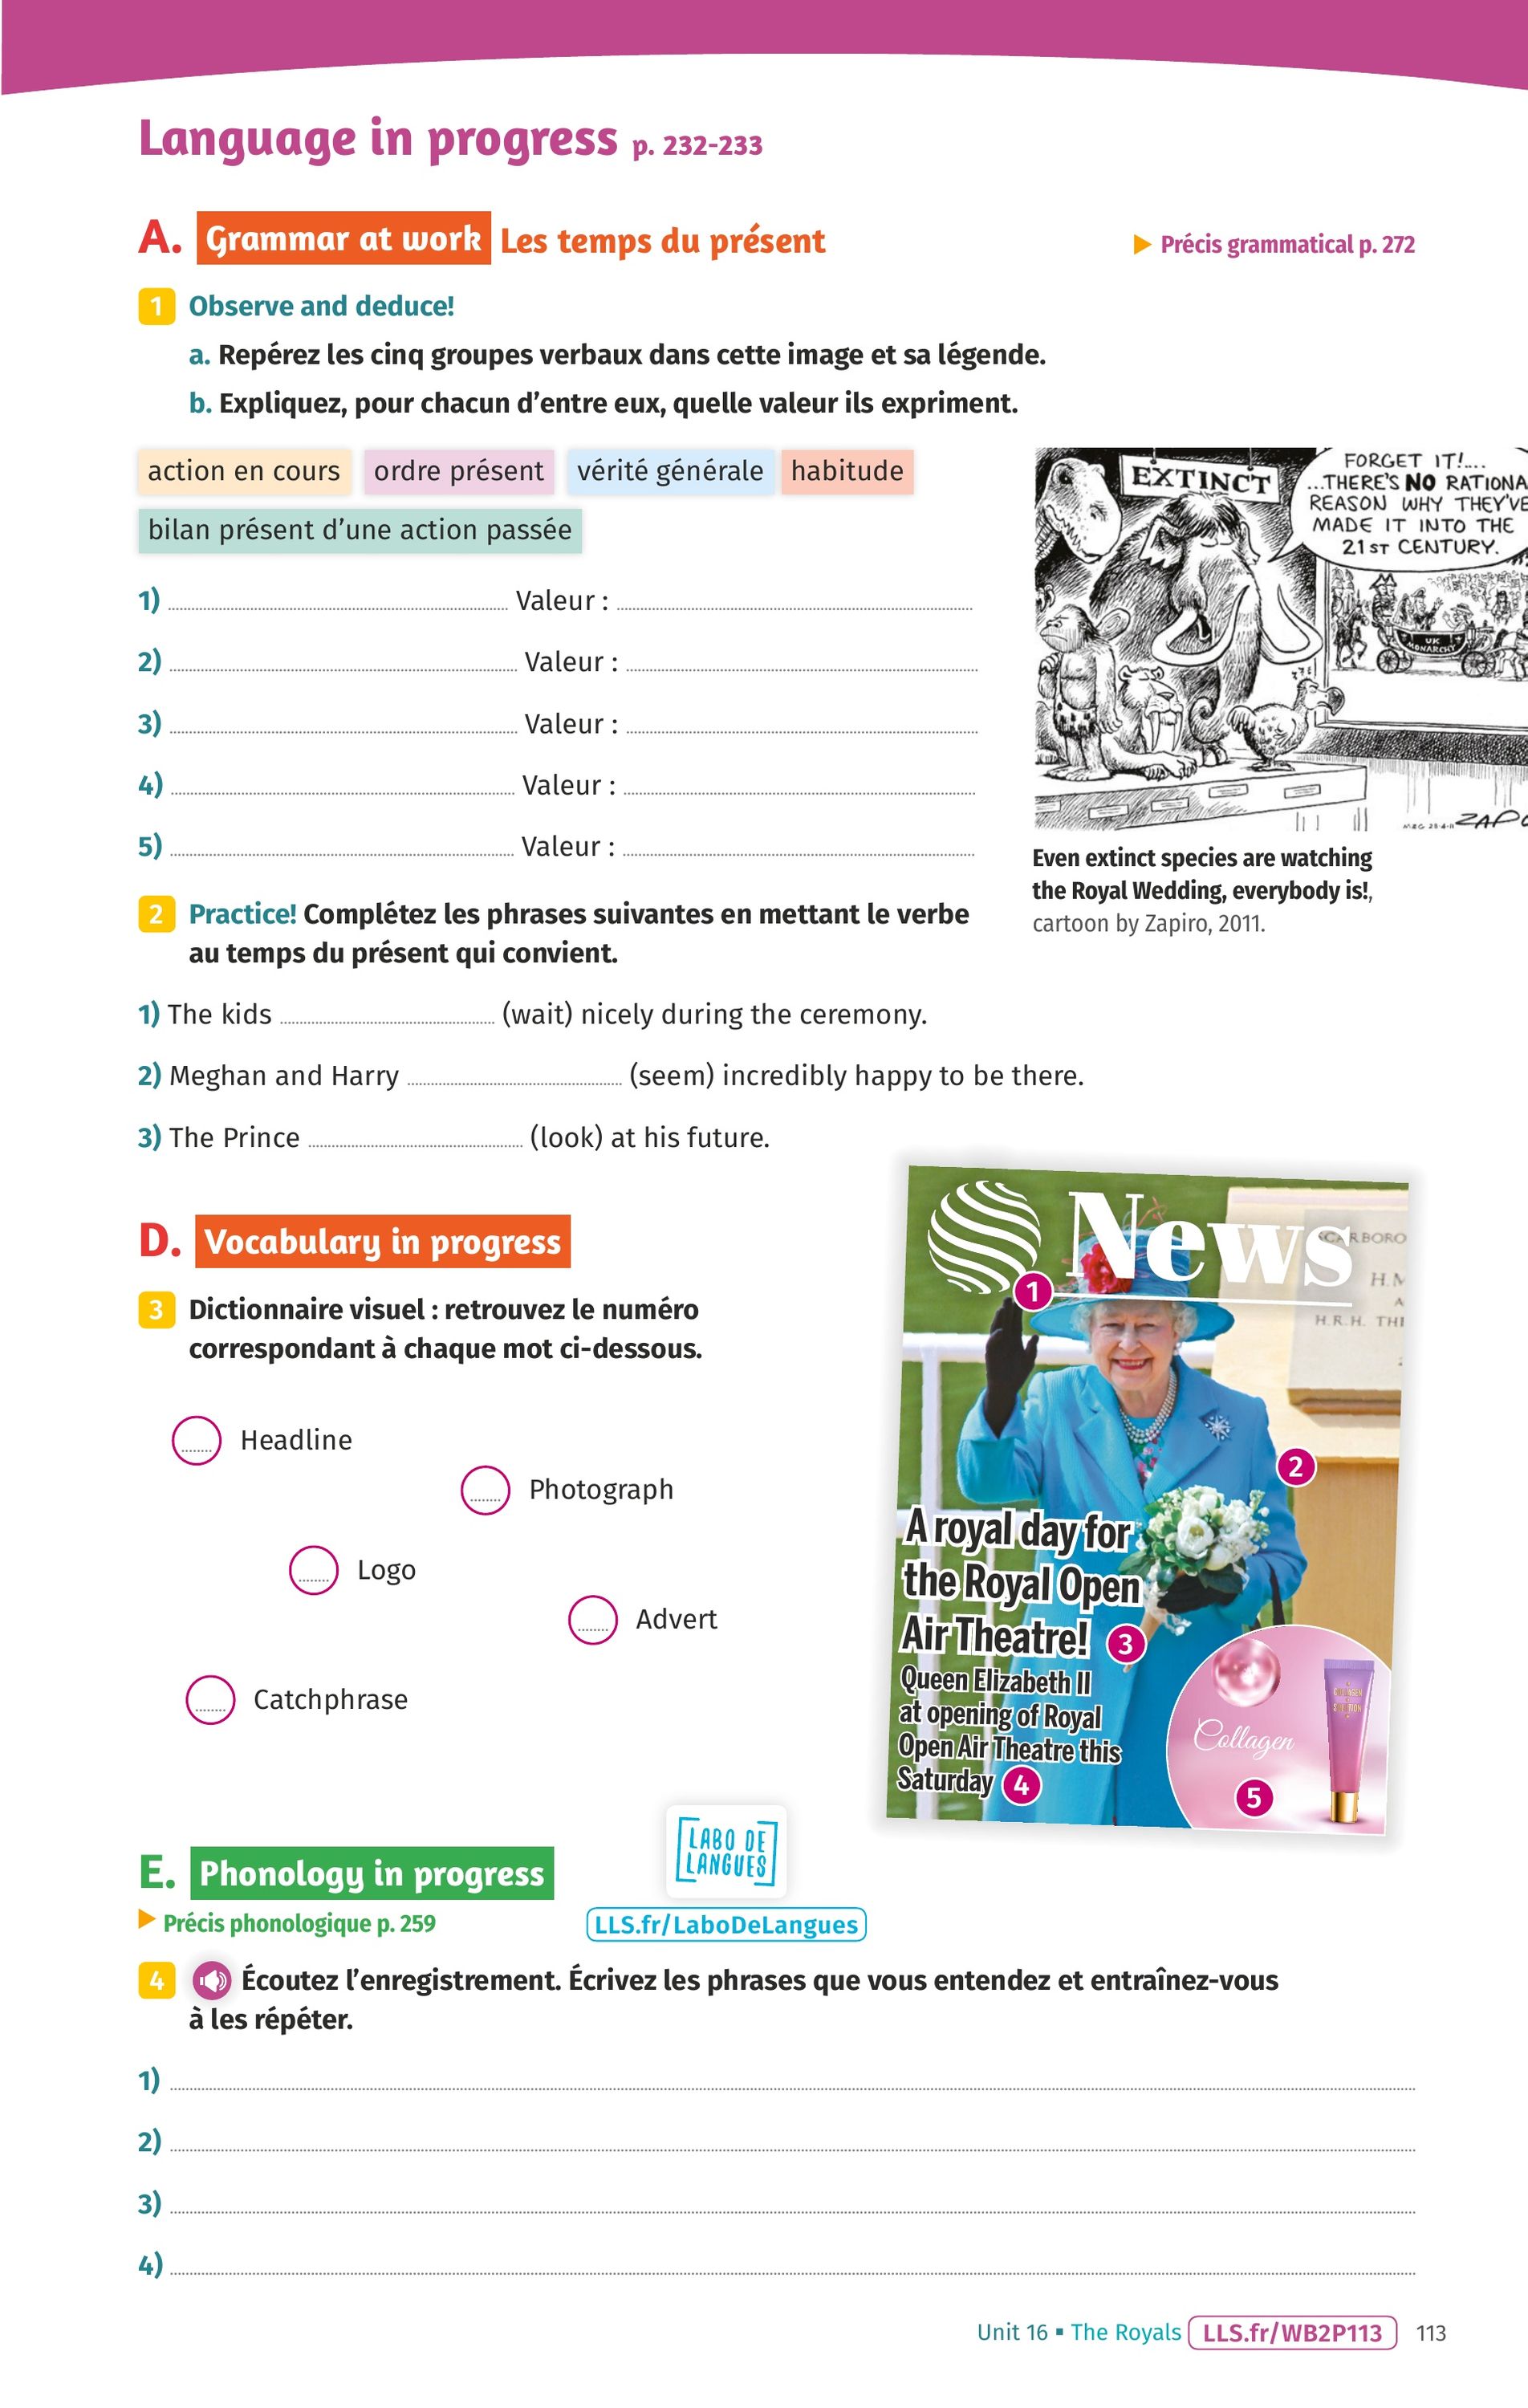 Language in progress p. 232-233
A. Grammar at work Les temps du présent
▶ Précis grammatical p. 272
1 Observe and deduce!
a. Repérez les cinq groupes verbaux dans cette image et sa légende.
b. Expliquez, pour chacun d'entre eux, quelle valeur ils expriment.
action en cours ordre présent vérité générale habitude
bilan présent d'une action passée
1) Valeur :
2) Valeur :
3) Valeur :
4) Valeur :
5) Valeur :
EXTINCT
FORGET IT!....
...THERE'S NO RATIONA
REASON WHY THEY'VE
MADE IT INTO THE
21ST CENTURY.
UK
MONARCHY
ZAP
Even extinct species are watching
the Royal Wedding, everybody is!,
cartoon by Zapiro, 2011.
2 Practice! Complétez les phrases suivantes en mettant le verbe
au temps du présent qui convient.
1) The kids (wait) nicely during the ceremony.
2) Meghan and Harry (seem) incredibly happy to be there.
3) The Prince (look) at his future.
D. Vocabulary in progress
3 Dictionnaire visuel : retrouvez le numéro
correspondant à chaque mot ci-dessous.
Headline
Photograph
Logo
Advert
Catchphrase
News
SCARBORO
H.M
A
H.R.H. THE
1
2
A royal day for
the Royal Open
Air Theatre! 3
Queen Elizabeth II
at opening of Royal
Open Air Theatre this
Saturday 4
Collagen
5
E. Phonology in progress
▶ Précis phonologique p. 259
LABO DE
LANGUES
LLS.fr/LaboDeLangues
4 Écoutez l'enregistrement. Écrivez les phrases que vous entendez et entraînez-vous
à les répéter.
1)
2)
3)
4)
Unit 16 ▪ The Royals LLS.fr/WB2P113 113